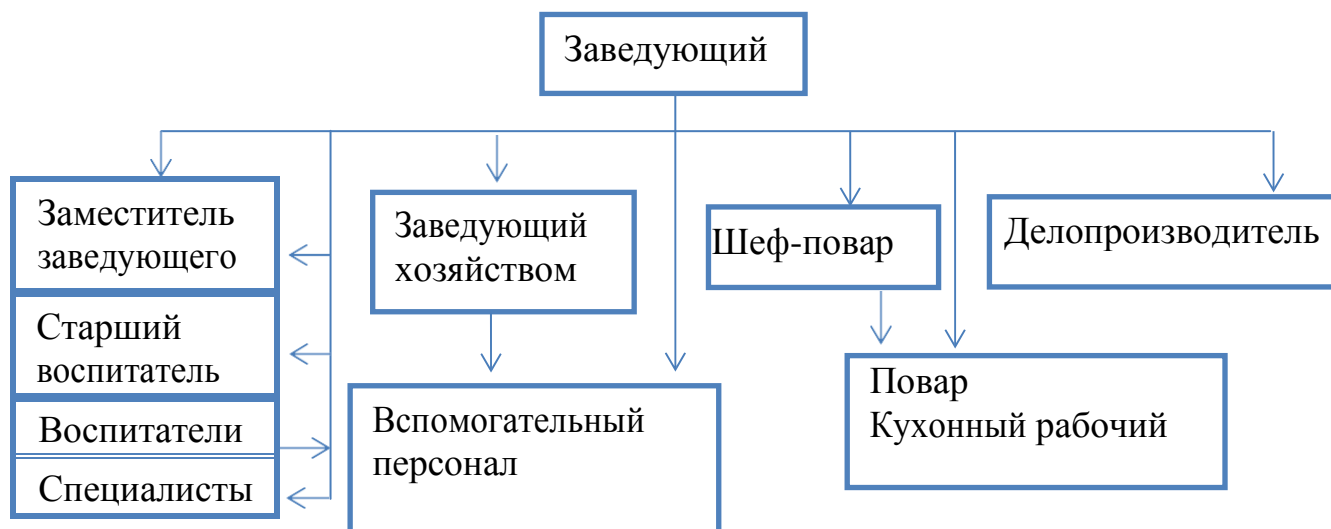 Заведующий
Заместитель
заведующего
Заведующий
хозяйством
Шеф-повар
Делопроизводитель
Старший
воспитатель
Воспитатели
Специалисты
Вспомогательный
персонал
Повар
Кухонный рабочий